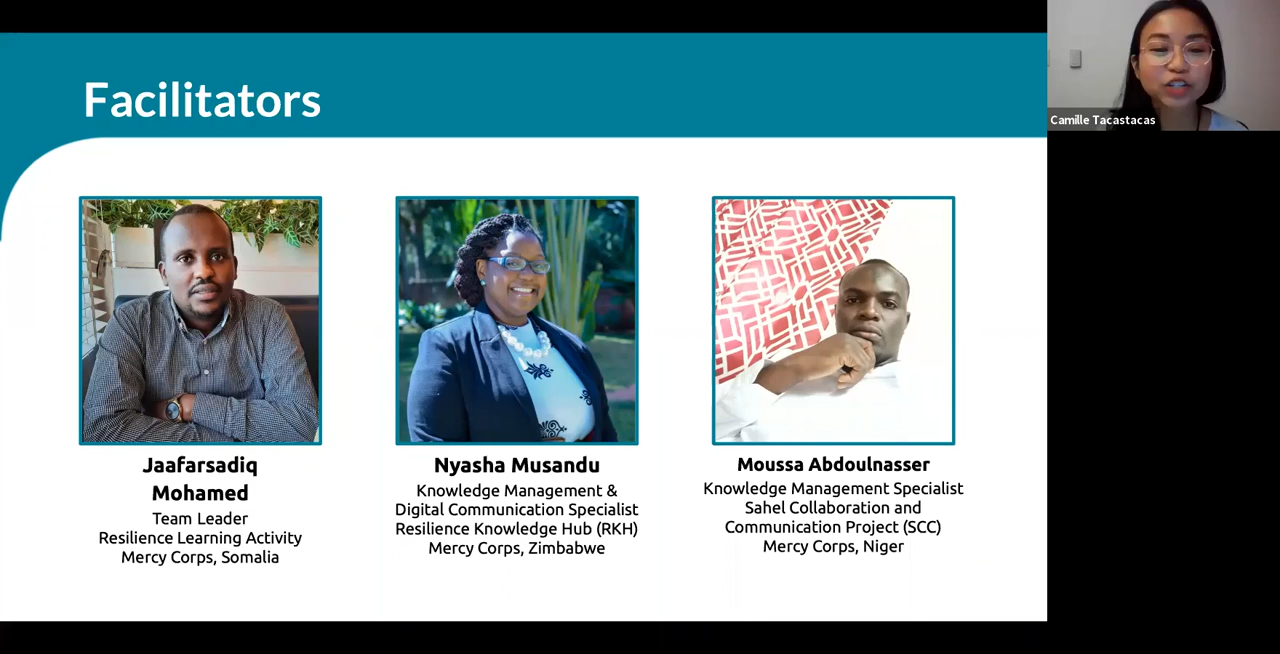 Facilitators
Camille Tacastacas
Jaafarsadiq
Mohamed
Team Leader
Resilience Learning Activity
Mercy Corps, Somalia
Nyasha Musandu
Knowledge Management &
Digital Communication Specialist
Resilience Knowledge Hub (RKH)
Mercy Corps, Zimbabwe
Moussa Abdoulnasser
Knowledge Management Specialist
Sahel Collaboration and
Communication Project (SCC)
Mercy Corps, Niger